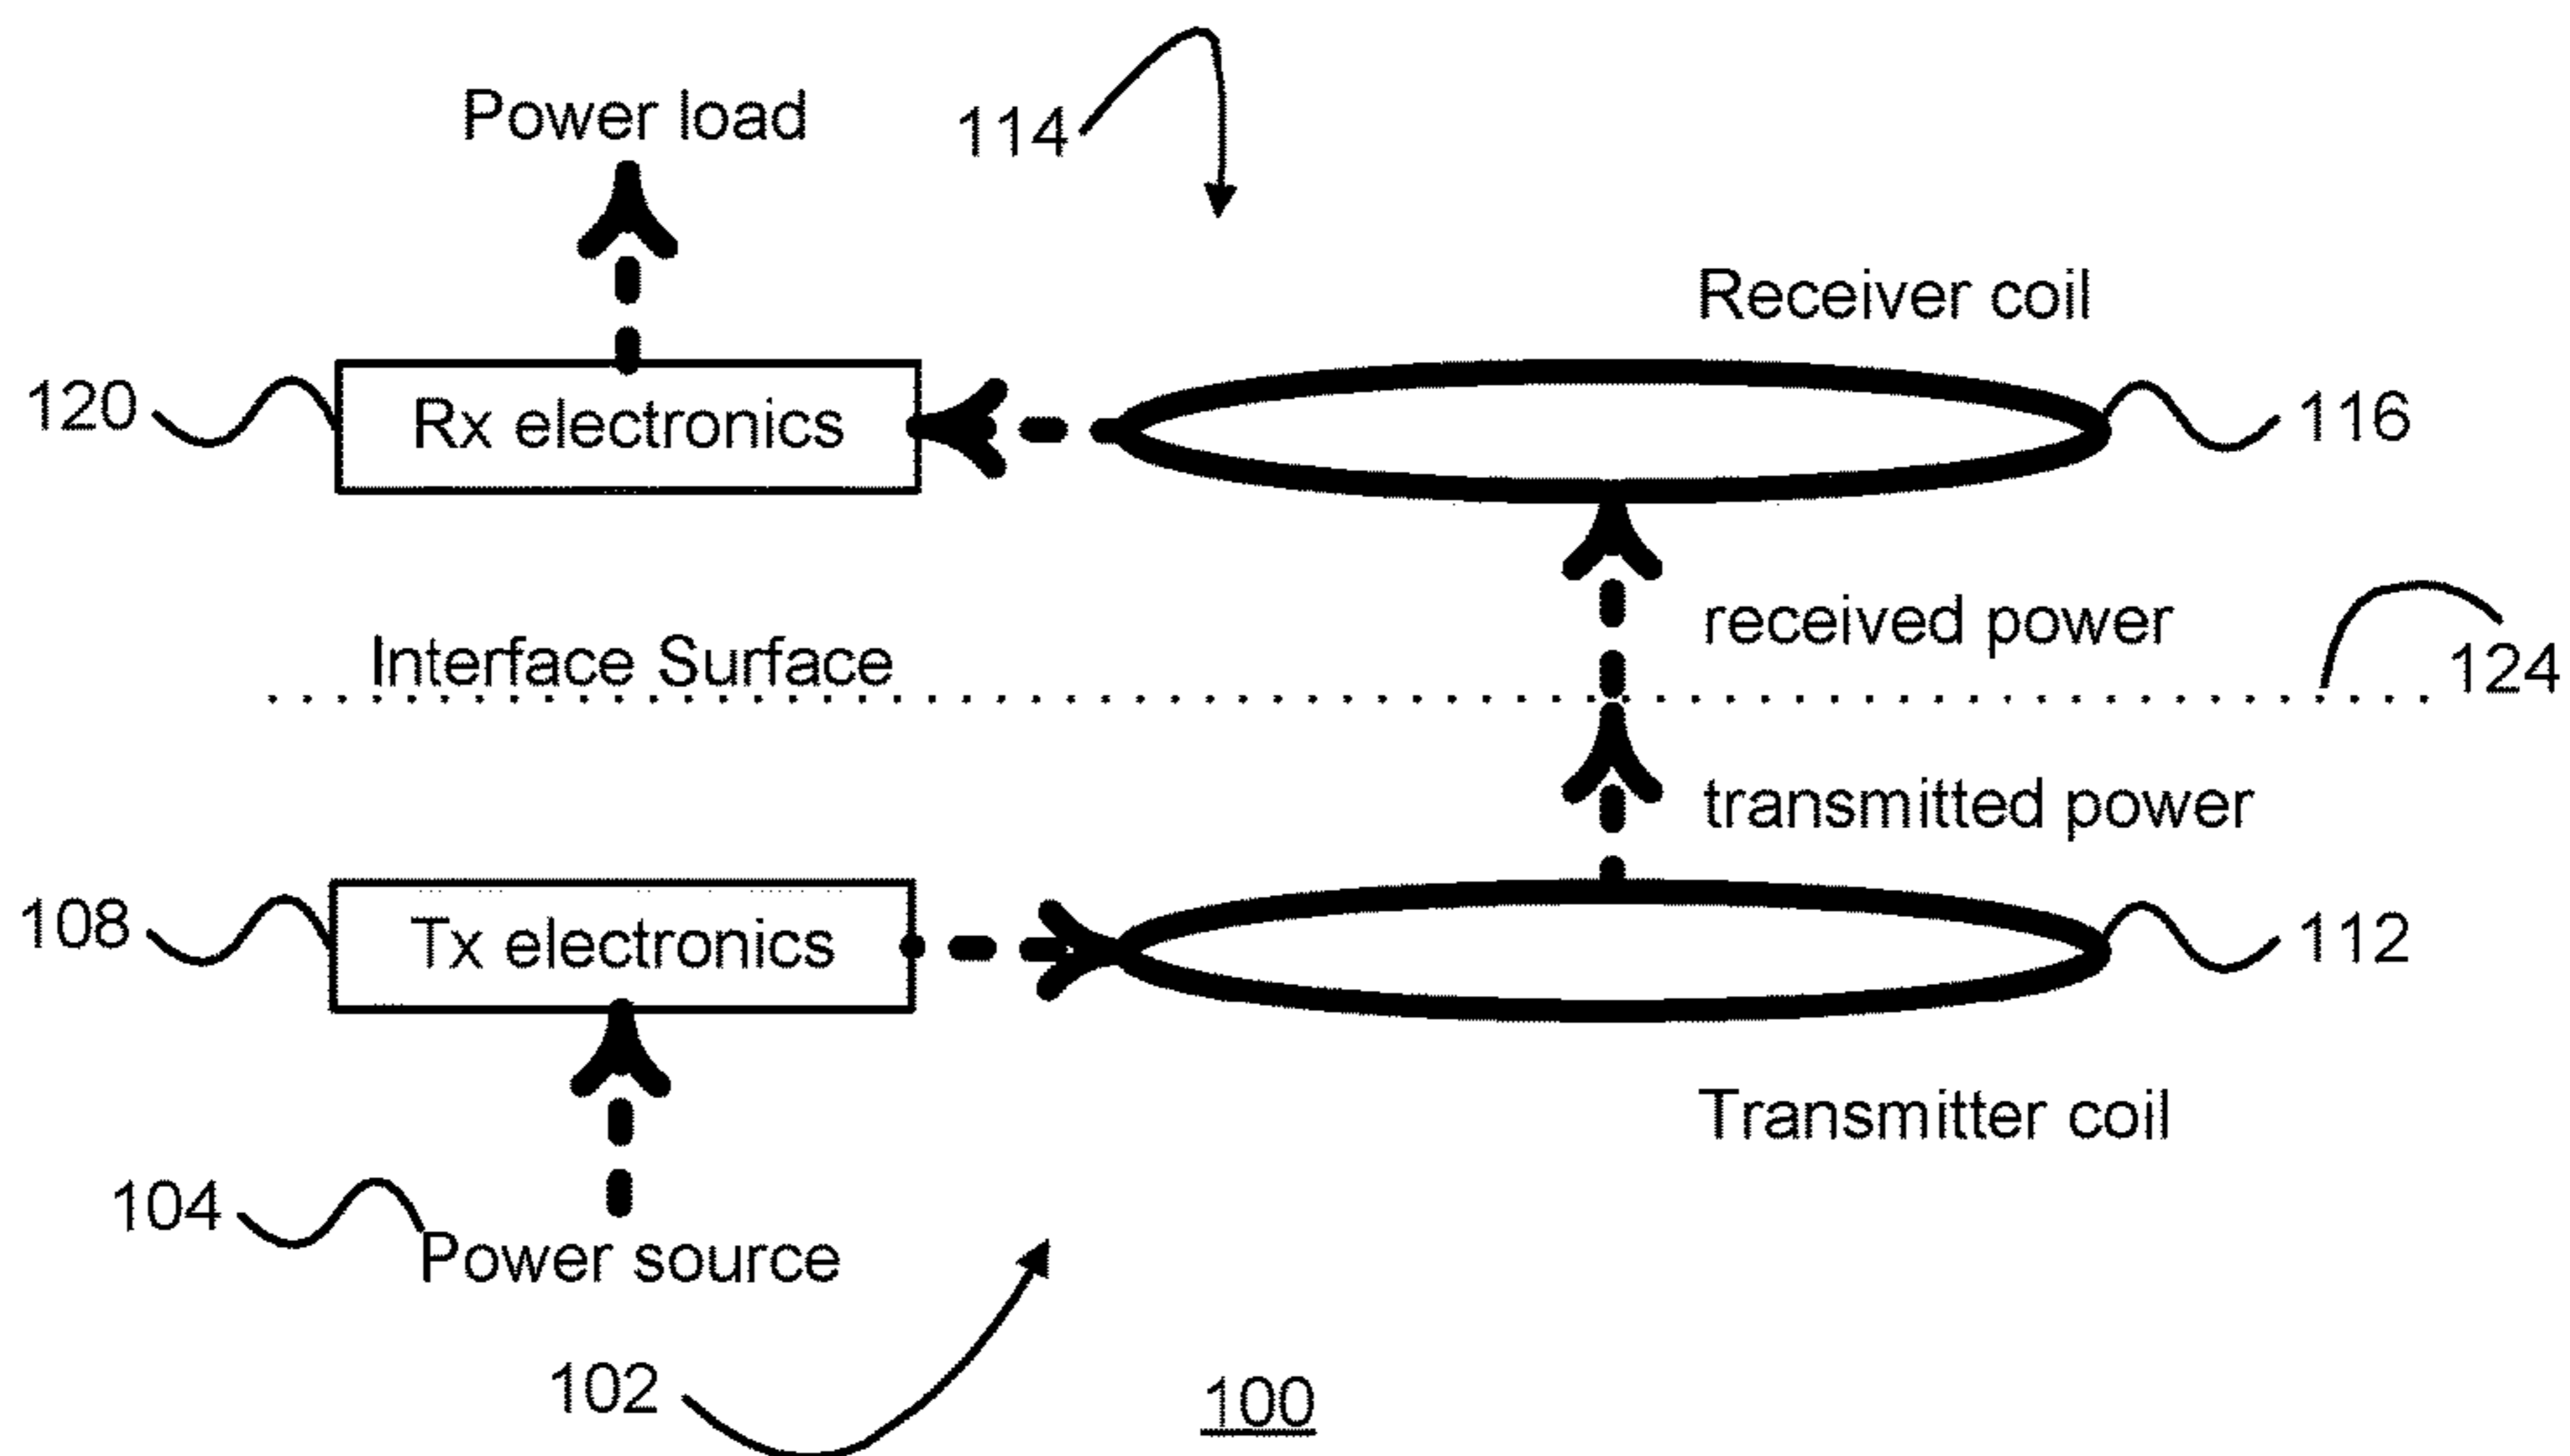 Power load
114
Receiver coil
120
Rx electronics
116
received power
Interface Surface
124
transmitted power
108
Tx electronics
112
Transmitter coil
104
Power source
102
100